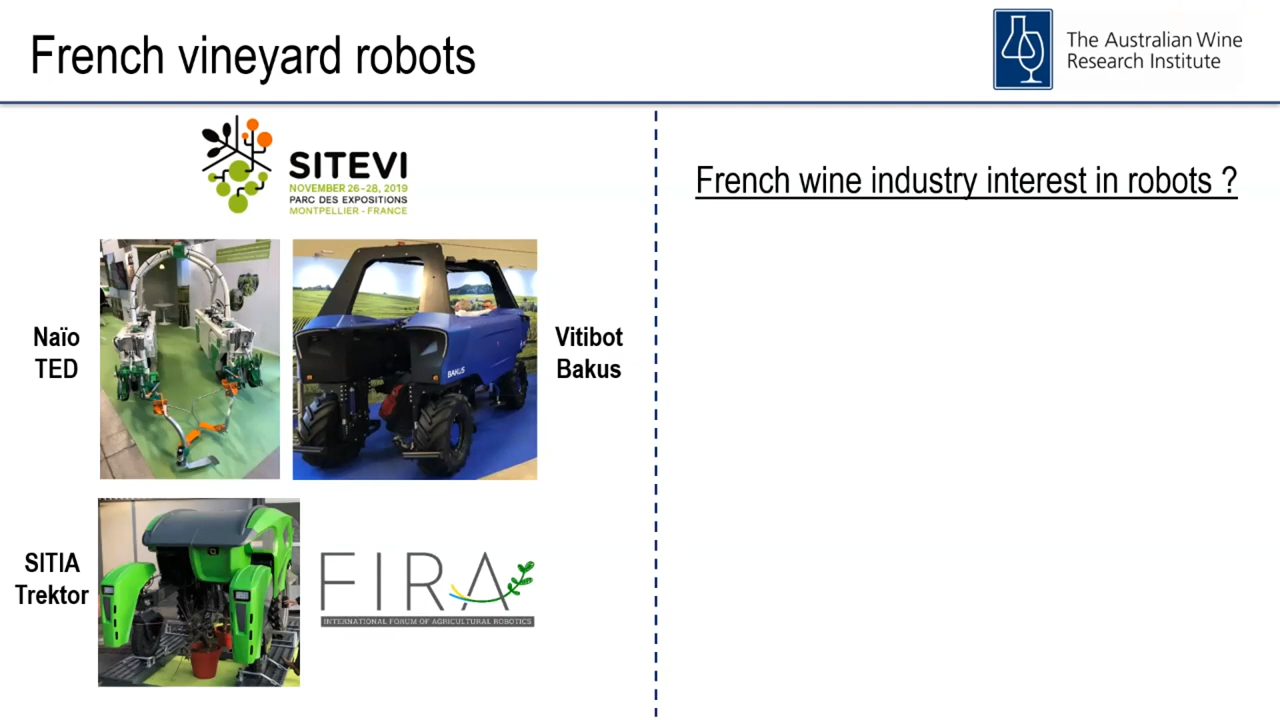 French vineyard robots
The Australian Wine
Research Institute
SITEVI
NOVEMBER 26-28, 2019
PARC DES EXPOSITIONS
MONTPELLIER - FRANCE
French wine industry interest in robots ?
Naïo
TED
BAKUS
Vitibot
Bakus
SITIA
Trektor
FIRA
INTERNATIONAL FORUM OF AGRICULTURAL ROBOTICS